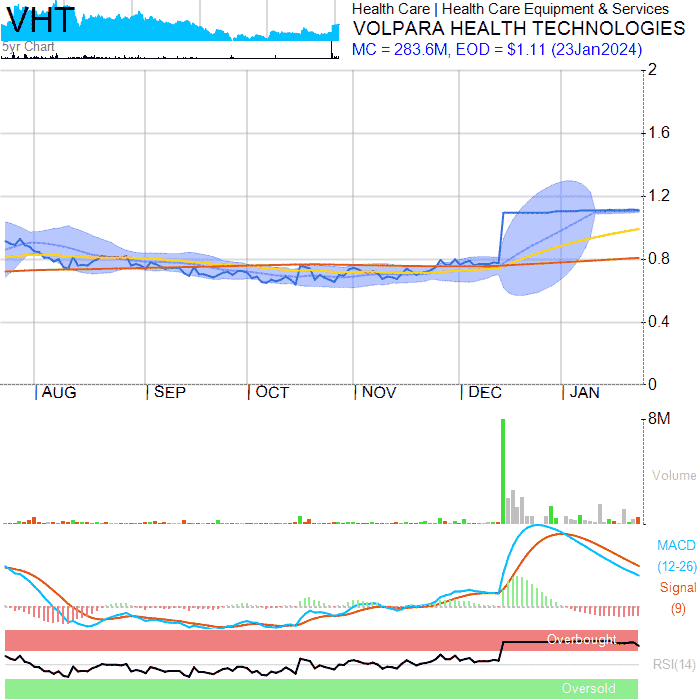 VHT
Health Care | Health Care Equipment & Services
VOLPARA HEALTH TECHNOLOGIES
MC = 283.6M, EOD = $1.11 (23Jan2024)
5yr Chart
2
1.6
1.2
0.8
0.4
0
| AUG | SEP | OCT | NOV | DEC | JAN
8M
Volume
MACD
(12-26)
Signal
(9)
Overbought
RSI(14)
Oversold